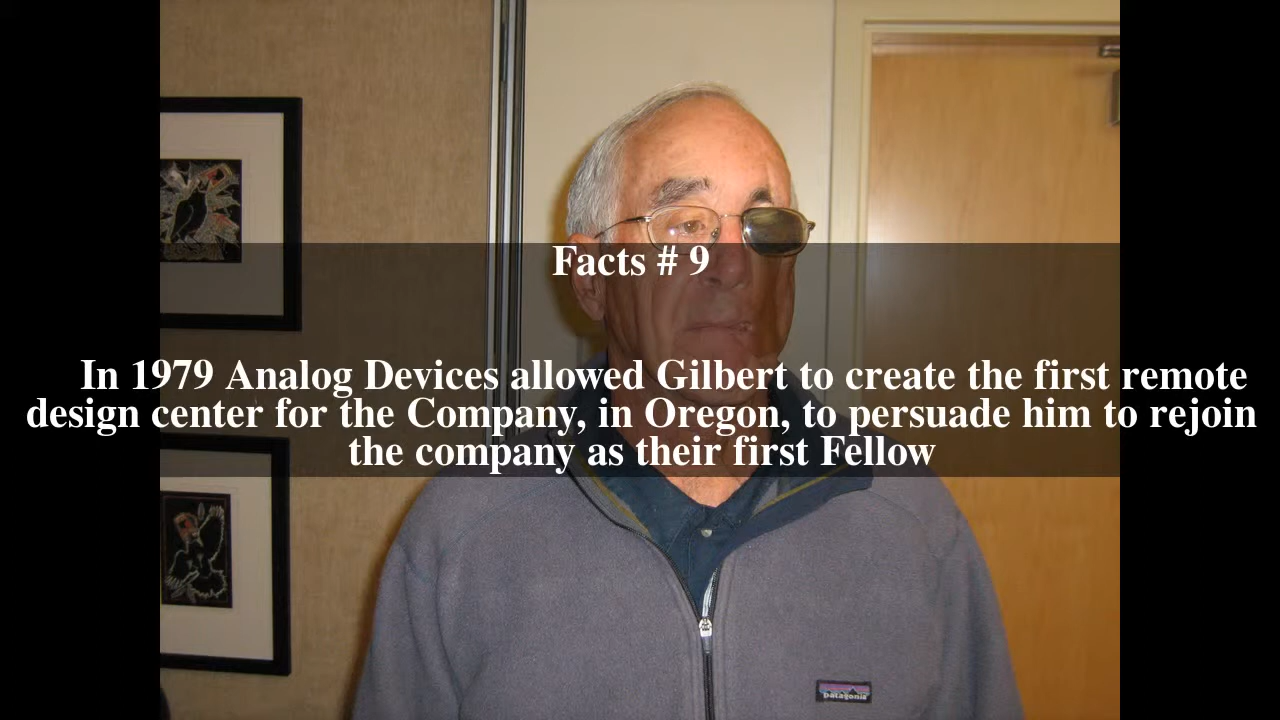 Facts # 9
In 1979 Analog Devices allowed Gilbert to create the first remote
design center for the Company, in Oregon, to persuade him to rejoin
the company as their first Fellow
patagonia